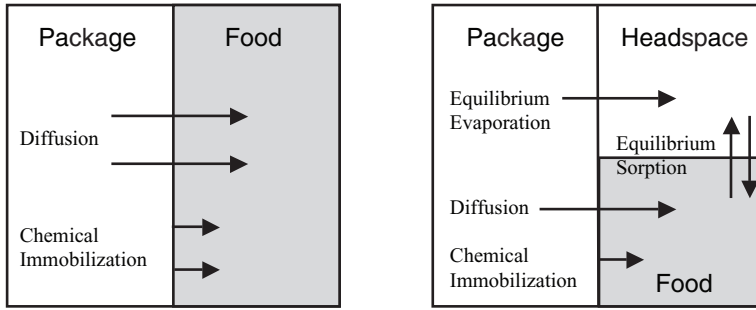 Package
Food
Diffusion
Chemical
Immobilization
Package
Headspace
Equilibrium
Evaporation
Equilibrium
Sorption
Diffusion
Chemical
Immobilization
Food